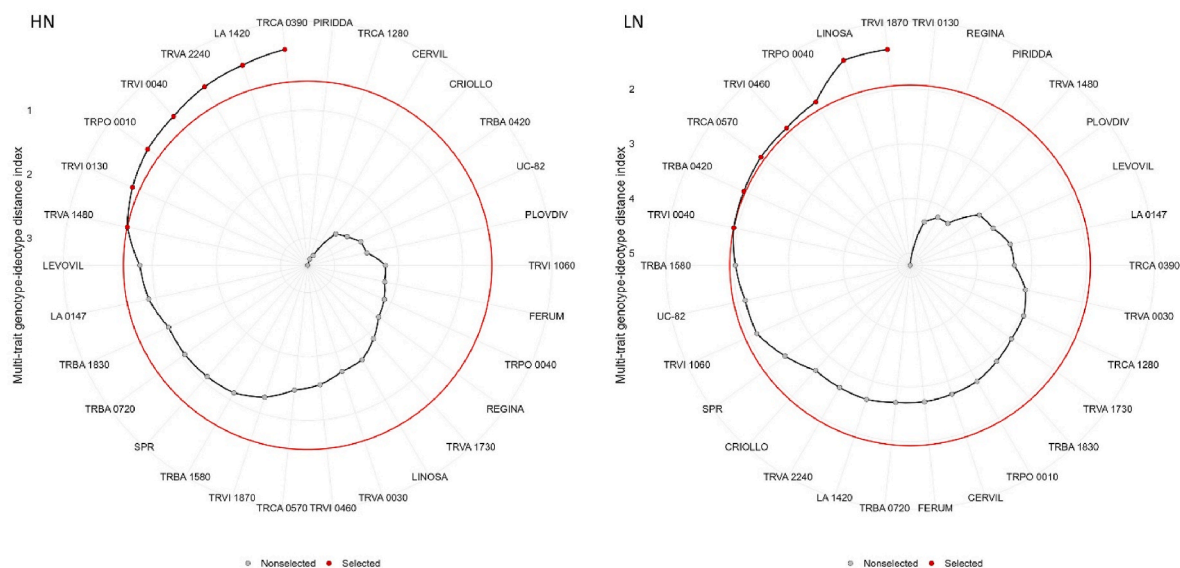 HN
TRCA 0390
PIRIDDA
TRCA 1280
CERVIL
CRIOLLO
TRBA 0420
UC-82
PLOVDIV
TRVI 1060
FERUM
TRPO 0040
REGINA
TRVA 1730
LINOSA
TRVA 0030
TRVI 0460
TRCA 0570
TRVI 1870
TRBA 1580
SPR
TRBA 0720
TRBA 1830
LA 0147
LEVOVIL
TRVA 1480
TRVI 0130
TRPO 0010
TRVI 0040
TRVA 2240
LA 1420
1
2
3
Multi-trait genotype-ideotype distance index
Nonselected Selected
LN
TRVI 1870
TRVI 0130
REGINA
PIRIDDA
TRVA 1480
PLOVDIV
LEVOVIL
LA 0147
TRCA 0390
TRVA 0030
TRCA 1280
TRVA 1730
TRBA 1830
TRPO 0010
CERVIL
FERUM
TRBA 0720
LA 1420
TRVA 2240
CRIOLLO
SPR
TRVI 1060
UC-82
TRBA 1580
TRVI 0040
TRBA 0420
TRCA 0570
TRVI 0460
TRPO 0040
LINOSA
2
3
4
5
Multi-trait genotype-ideotype distance index
Nonselected Selected